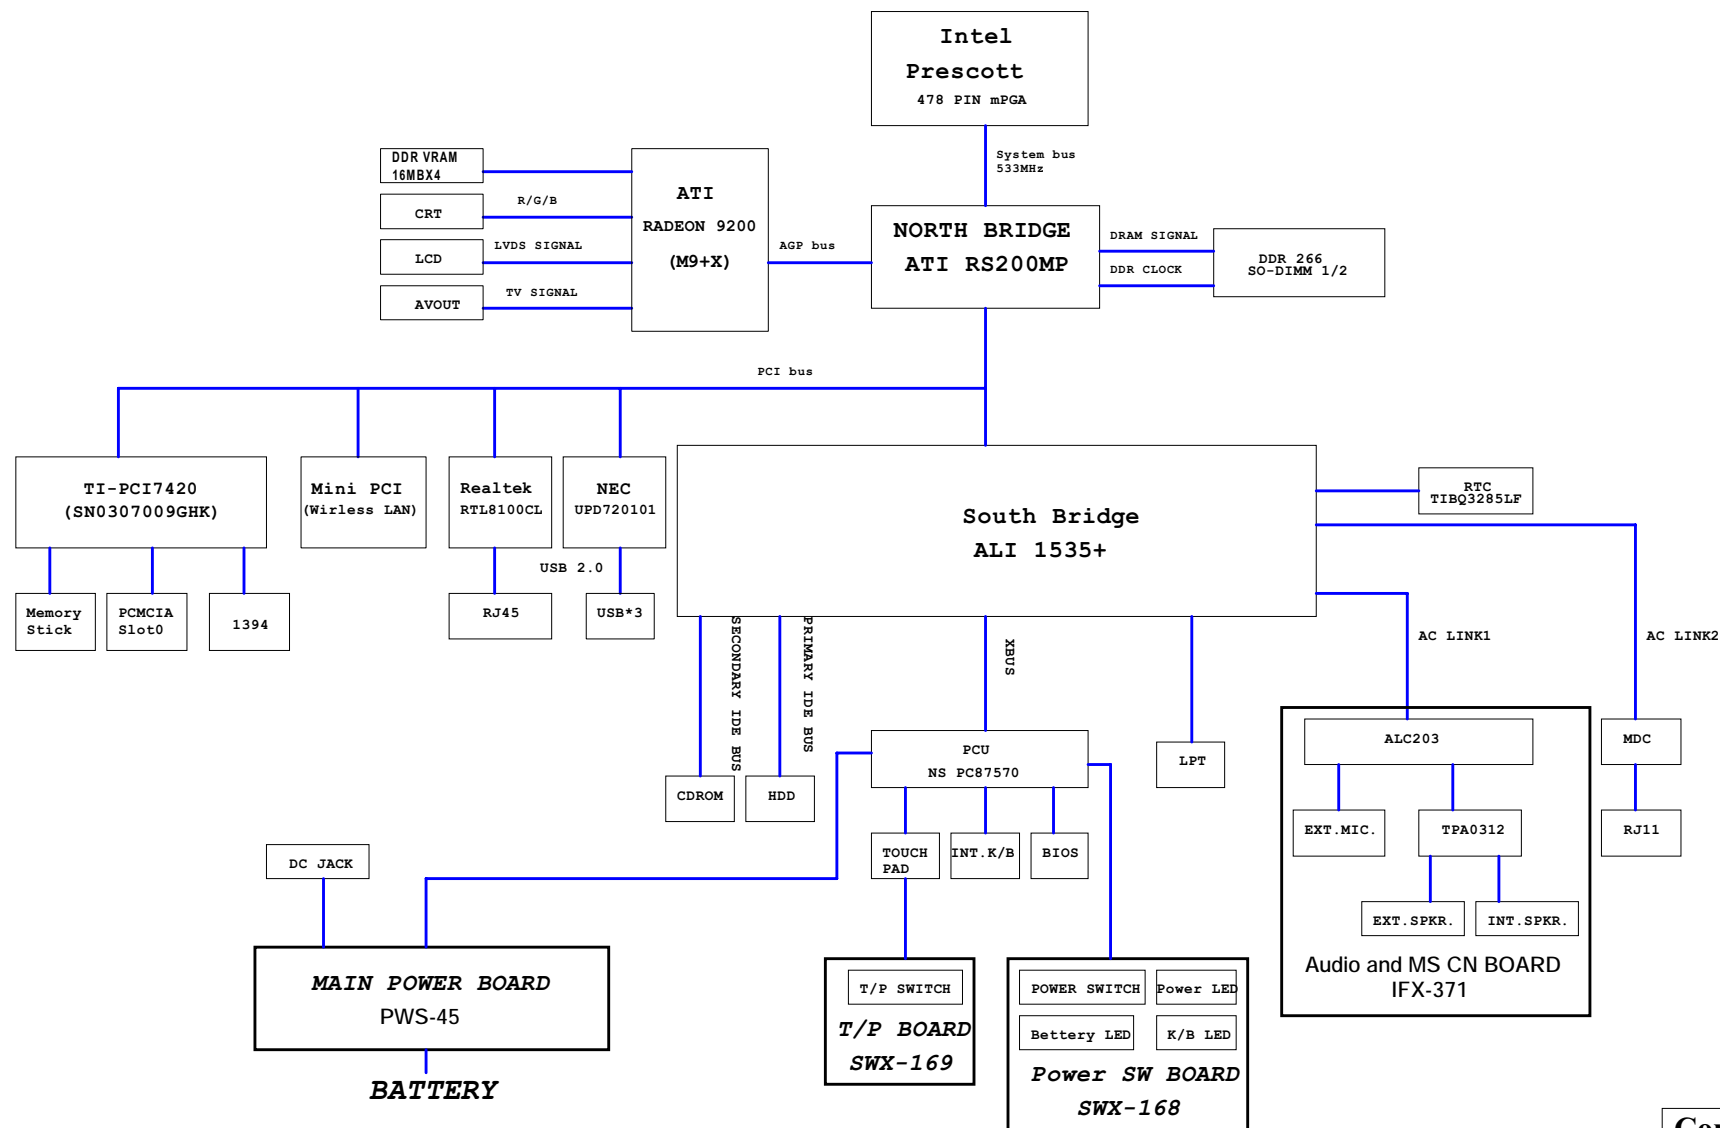 Intel
Prescott
478 PIN mPGA
System bus
533MHz
DDR VRAM
16MBX4
CRT
R/G/B
LCD
LVDS SIGNAL
AVOUT
TV SIGNAL
ATI
RADEON 9200
(M9+X)
AGP bus
NORTH BRIDGE
ATI RS200MP
DRAM SIGNAL
DDR CLOCK
DDR 266
SO-DIMM 1/2
PCI bus
TI-PCI7420
(SN0307009GHK)
Mini PCI
(Wirless LAN)
Realtek
RTL8100CL
NEC
UPD720101
USB 2.0
South Bridge
ALI 1535+
RTC
TIBQ3285LF
Memory
Stick
PCMCIA
Slot0
1394
RJ45
USB*3
SECONDARY IDE BUS
PRIMARY IDE BUS
XBUS
AC LINK1
AC LINK2
CDROM
HDD
PCU
NS PC87570
LPT
ALC203
MDC
EXT.MIC.
TPA0312
RJ11
EXT.SPKR.
INT.SPKR.
Audio and MS CN BOARD
IFX-371
DC JACK
TOUCH
PAD
INT.K/B
BIOS
MAIN POWER BOARD
PWS-45
BATTERY
T/P SWITCH
T/P BOARD
SWX-169
POWER SWITCH
Power LED
Bettery LED
K/B LED
Power SW BOARD
SWX-168